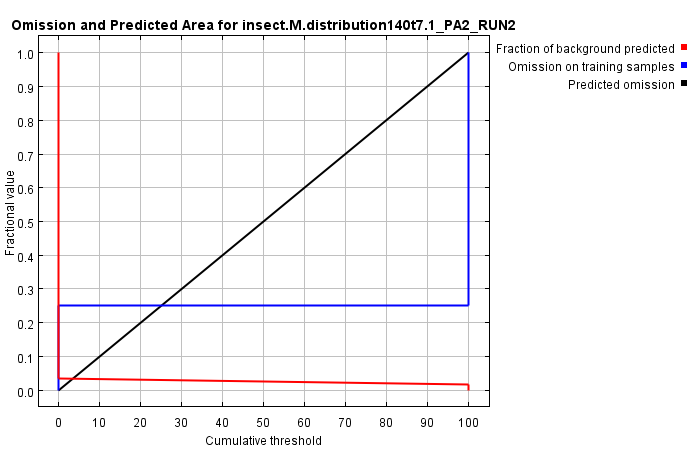 Omission and Predicted Area for insect.M.distribution140t7.1_PA2_RUN2
Fraction of background predicted
Omission on training samples
Predicted omission
1.0
0.9
0.8
0.7
0.6
0.5
0.4
0.3
0.2
0.1
0.0
Fractional value
0 10 20 30 40 50 60 70 80 90 100
Cumulative threshold